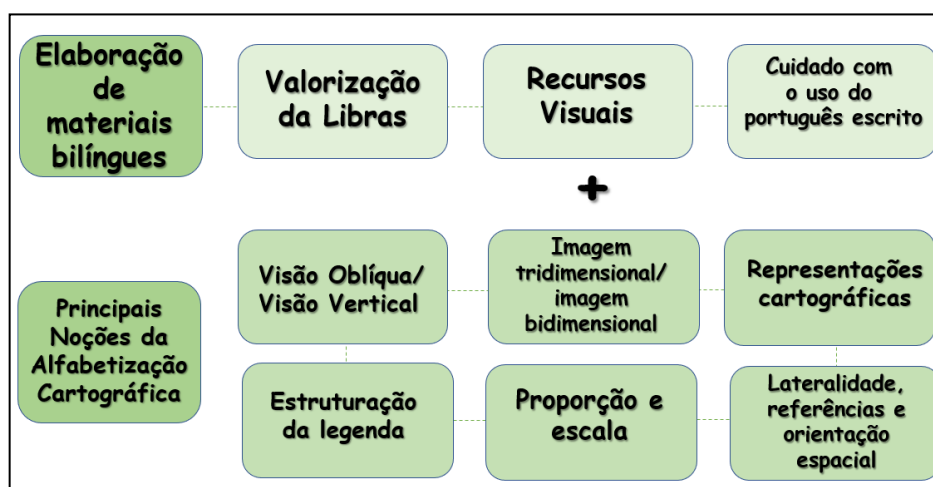 Elaboração
de
materiais
bilíngues
Valorização
da Libras
Recursos
Visuais
Cuidado com
o uso do
português escrito
+
Principais
Noções da
Alfabetização
Cartográfica
Visão Oblíqua/
Visão Vertical
Imagem
tridimensional/
imagem
bidimensional
Representações
cartográficas
Estruturação
da legenda
Proporção e
escala
Lateralidade,
referências e
orientação
espacial